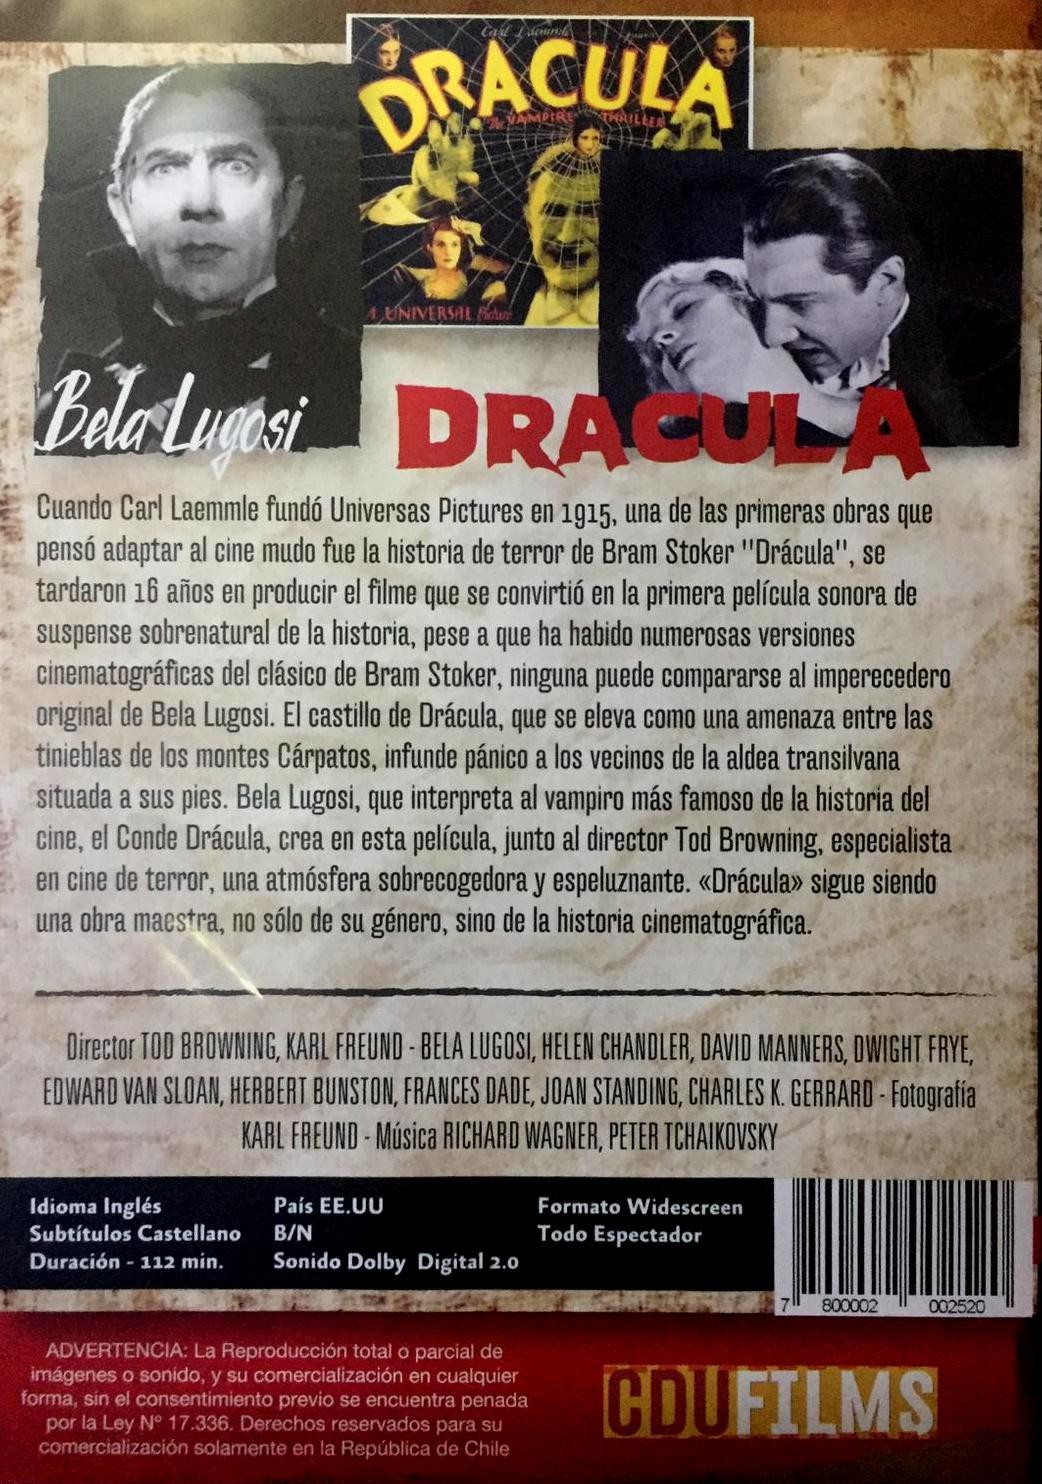 Carl Laemmle presents
DRACULA
The VAMPIRE THRILLER
A UNIVERSAL Picture
Bela Lugosi
DRACULA
Cuando Carl Laemmle fundó Universas Pictures en 1915, una de las primeras obras que
pensó adaptar al cine mudo fue la historia de terror de Bram Stoker "Drácula", se
tardaron 16 años en producir el filme que se convirtió en la primera película sonora de
suspense sobrenatural de la historia, pese a que ha habido numerosas versiones
cinematográficas del clásico de Bram Stoker, ninguna puede compararse al imperecedero
original de Bela Lugosi. El castillo de Drácula, que se eleva como una amenaza entre las
tinieblas de los montes Cárpatos, infunde pánico a los vecinos de la aldea transilvana
situada a sus pies. Bela Lugosi, que interpreta al vampiro más famoso de la historia del
cine, el Conde Drácula, crea en esta película, junto al director Tod Browning, especialista
en cine de terror, una atmósfera sobrecogedora y espeluznante. «Drácula» sigue siendo
una obra maestra, no sólo de su género, sino de la historia cinematográfica.
Director TOD BROWNING, KARL FREUND - BELA LUGOSI, HELEN CHANDLER, DAVID MANNERS, DWIGHT FRYE,
EDWARD VAN SLOAN, HERBERT BUNSTON, FRANCES DADE, JOAN STANDING, CHARLES K. GERRARD - Fotografía
KARL FREUND - Música RICHARD WAGNER, PETER TCHAIKOVSKY
Idioma Inglés
Subtítulos Castellano
Duración - 112 min.
País EE.UU
B/N
Sonido Dolby Digital 2.0
Formato Widescreen
Todo Espectador
7 800002 002520
ADVERTENCIA: La Reproducción total o parcial de
imágenes o sonido, y su comercialización en cualquier
forma, sin el consentimiento previo se encuentra penada
por la Ley Nº 17.336. Derechos reservados para su
comercialización solamente en la República de Chile
CDUFILMS